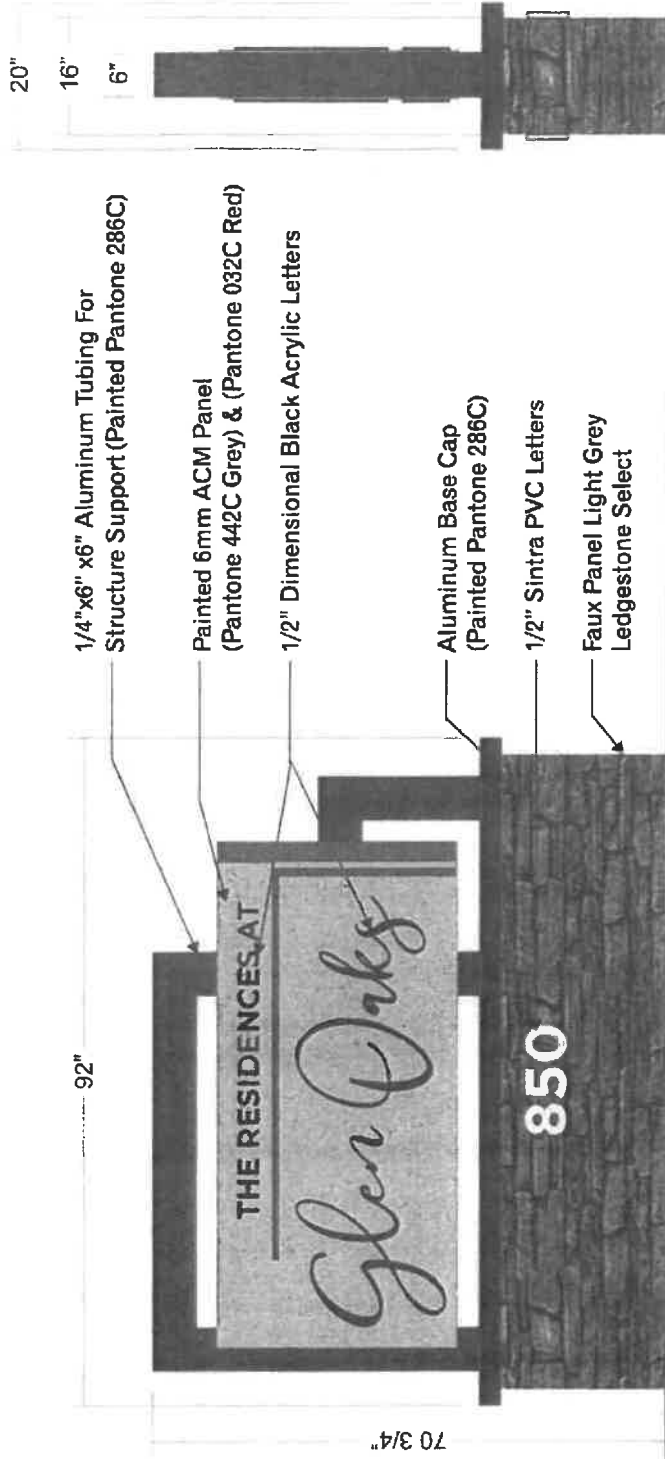 20"
16"
6"
1/4"x6" x6" Aluminum Tubing For
Structure Support (Painted Pantone 286C)
Painted 6mm ACM Panel
(Pantone 442C Grey) & (Pantone 032C Red)
1/2" Dimensional Black Acrylic Letters
Aluminum Base Cap
(Painted Pantone 286C)
1/2" Sintra PVC Letters
Faux Panel Light Grey
Ledgestone Select
92"
THE RESIDENCES AT
Glen Oaks
850
70 3/4"